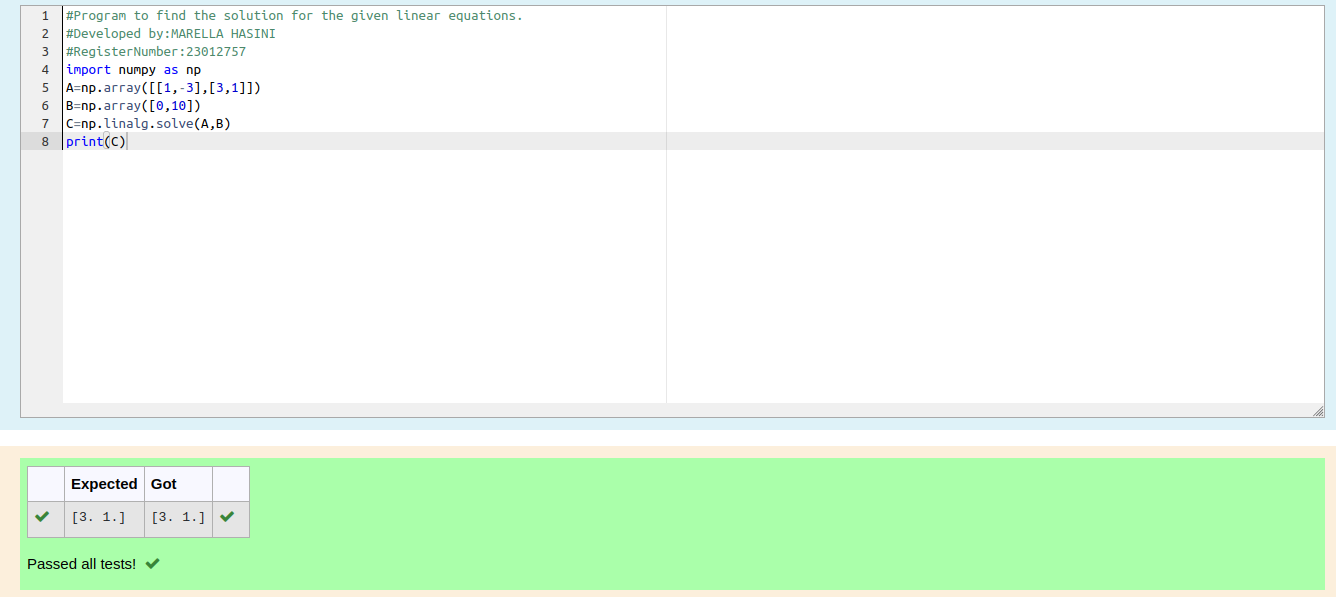 1 #Program to find the solution for the given linear equations.
2 #Developed by:MARELLA HASINI
3 #RegisterNumber:23012757
4 import numpy as np
5 A=np.array([[1,-3],[3,1]])
6 B=np.array([0,10])
7 C=np.linalg.solve(A,B)
8 print(C)
Expected Got
[3. 1.] [3. 1.]
Passed all tests!